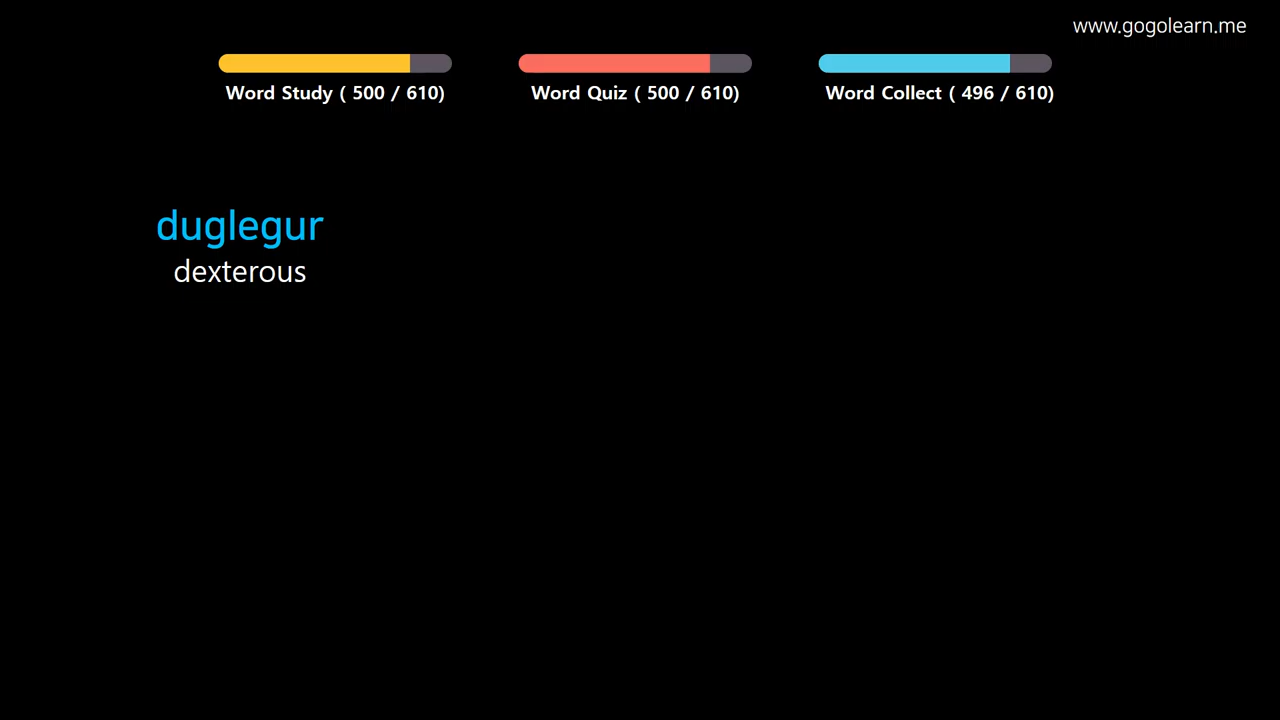 www.gogolearn.me
Word Study ( 500 / 610)
Word Quiz ( 500 / 610)
Word Collect ( 496 / 610)
duglegur
dexterous